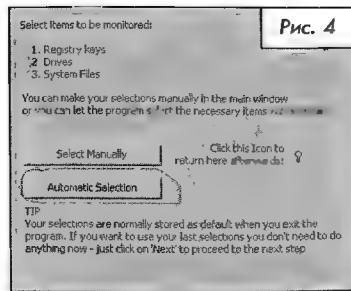 Рис. 4
Select Items to be monitored:
1. Registry keys
2 Drives
3. System Files
You can make your selections manually in the main window
or you can let the program the necessary items
Select Manually
Click this Icon to
return here afterwards:
Automatic Selection
TIP
Your selections are normally stored as default when you exit the
program. If you want to use your last selections you don't need to do
anything now - just click on 'Next' to proceed to the next step